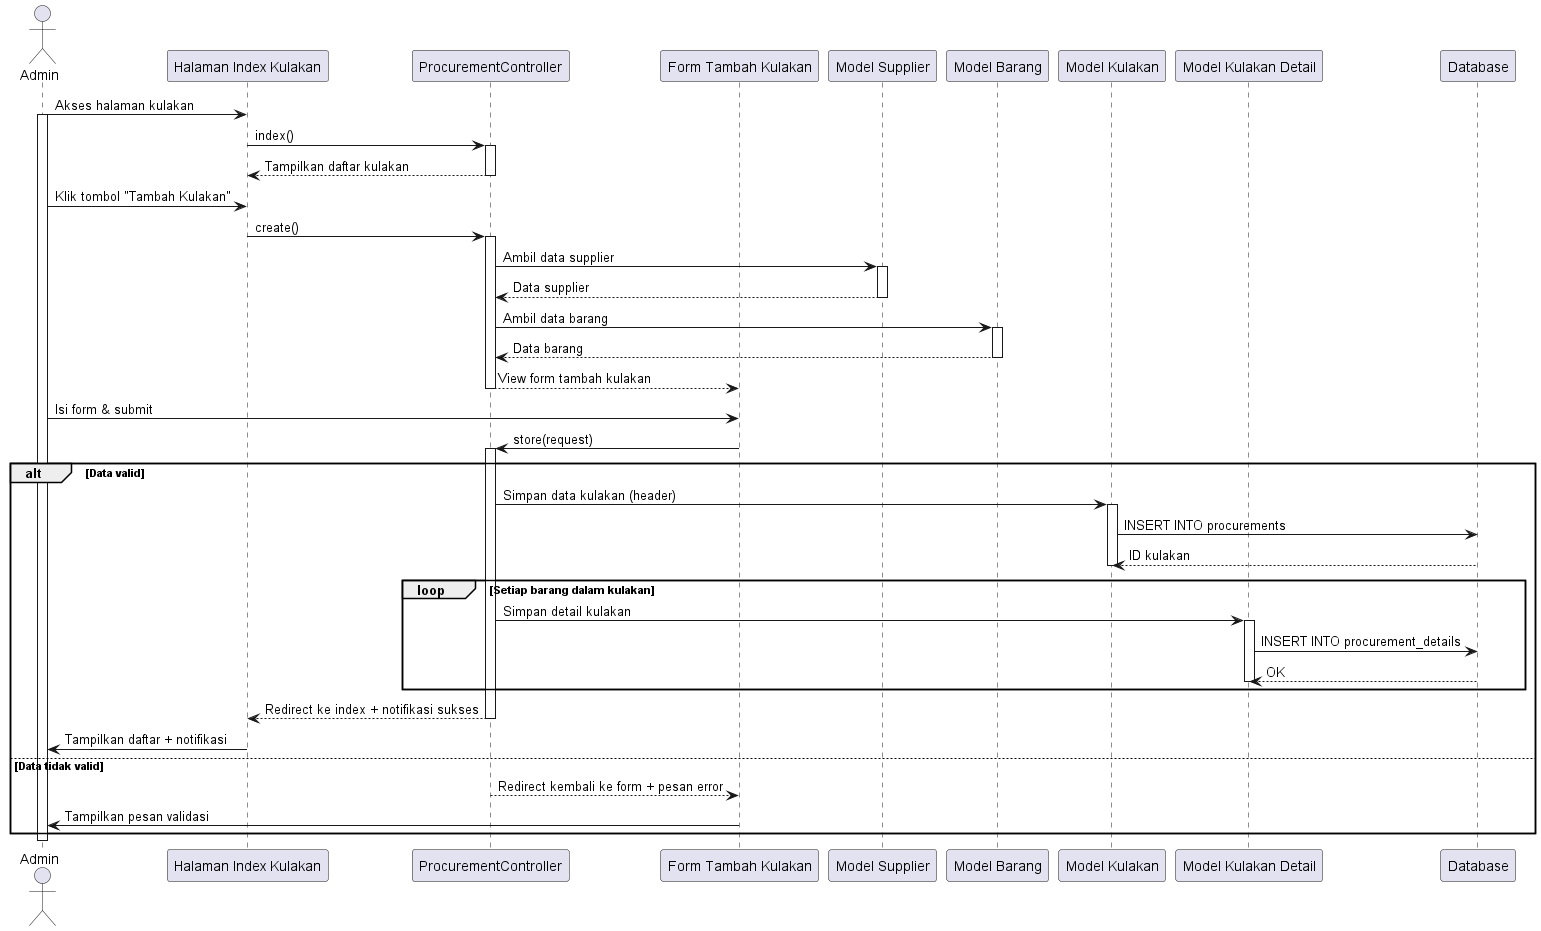 Admin
Halaman Index Kulakan
ProcurementController
Form Tambah Kulakan
Model Supplier
Model Barang
Model Kulakan
Model Kulakan Detail
Database
Akses halaman kulakan
index()
Tampilkan daftar kulakan
Klik tombol "Tambah Kulakan"
create()
Ambil data supplier
Data supplier
Ambil data barang
Data barang
View form tambah kulakan
Isi form & submit
store(request)
alt
[Data valid]
Simpan data kulakan (header)
INSERT INTO procurements
ID kulakan
loop
[Setiap barang dalam kulakan]
Simpan detail kulakan
INSERT INTO procurement_details
OK
Redirect ke index + notifikasi sukses
Tampilkan daftar + notifikasi
[Data tidak valid]
Redirect kembali ke form + pesan error
Tampilkan pesan validasi
Admin
Halaman Index Kulakan
ProcurementController
Form Tambah Kulakan
Model Supplier
Model Barang
Model Kulakan
Model Kulakan Detail
Database